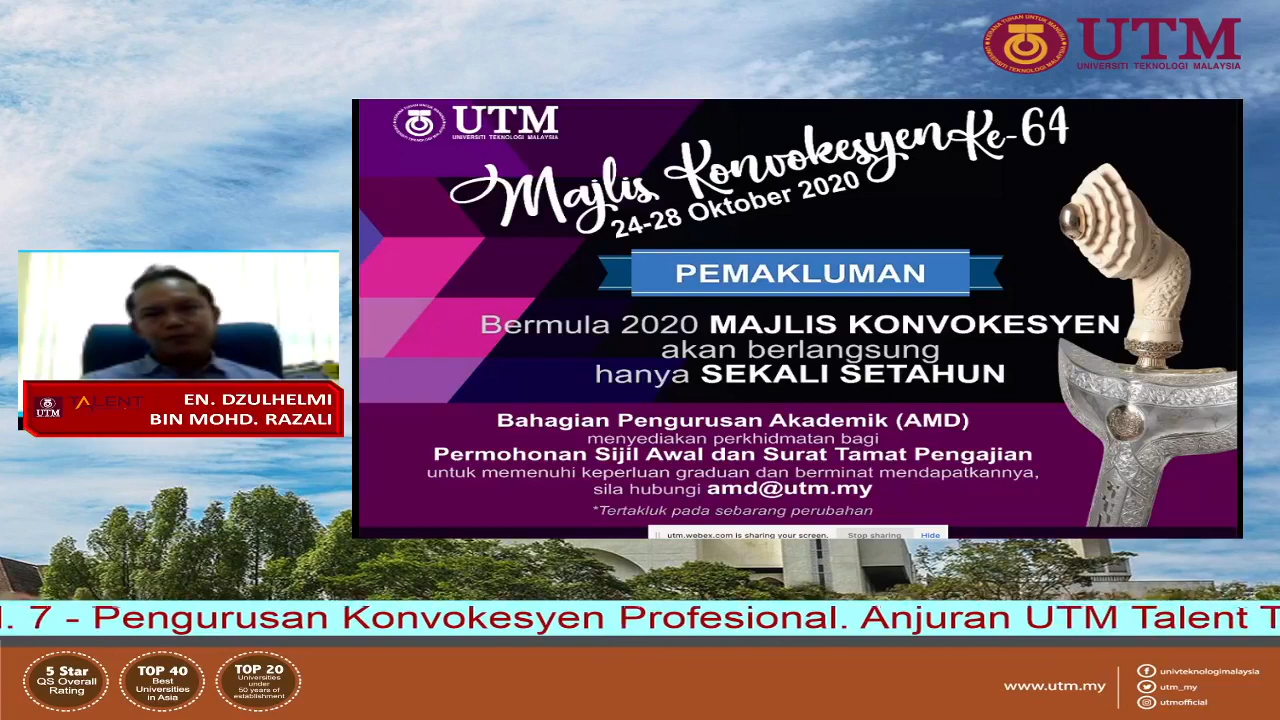 UTM
UNIVERSITI TEKNOLOGI MALAYSIA
UTM
UNIVERSITI TEKNOLOGI MALAYSIA
Majlis Konvokesyen Ke-64
24-28 Oktober 2020
PEMAKLUMAN
Bermula 2020 MAJLIS KONVOKESYEN
akan berlangsung
hanya SEKALI SETAHUN
Bahagian Pengurusan Akademik (AMD)
menyediakan perkhidmatan bagi
Permohonan Sijil Awal dan Surat Tamat Pengajian
untuk memenuhi keperluan graduan dan berminat mendapatkannya,
sila hubungi amd@utm.my
*Tertakluk pada sebarang perubahan
utm.webex.com is sharing your screen. Stop sharing Hide
UTM TALENT
EN. DZULHELMI
BIN MOHD. RAZALI
l. 7 - Pengurusan Konvokesyen Profesional. Anjuran UTM Talent T
5 Star
QS Overall
Rating
TOP 40
Best
Universities
in Asia
TOP 20
Universities
under
50 years of
establishment
www.utm.my
univteknologimalaysia
utm_my
utmofficial